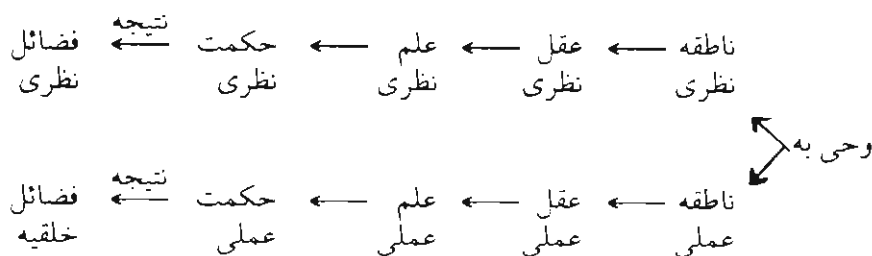 نتیجه
ناطقه ← عقل ← علم ← حکمت ← فضائل
نظری نظری نظری نظری نظری
وحی به
نتیجه
ناطقه ← عقل ← علم ← حکمت ← فضائل
عملی عملی عملی عملی خلقیه